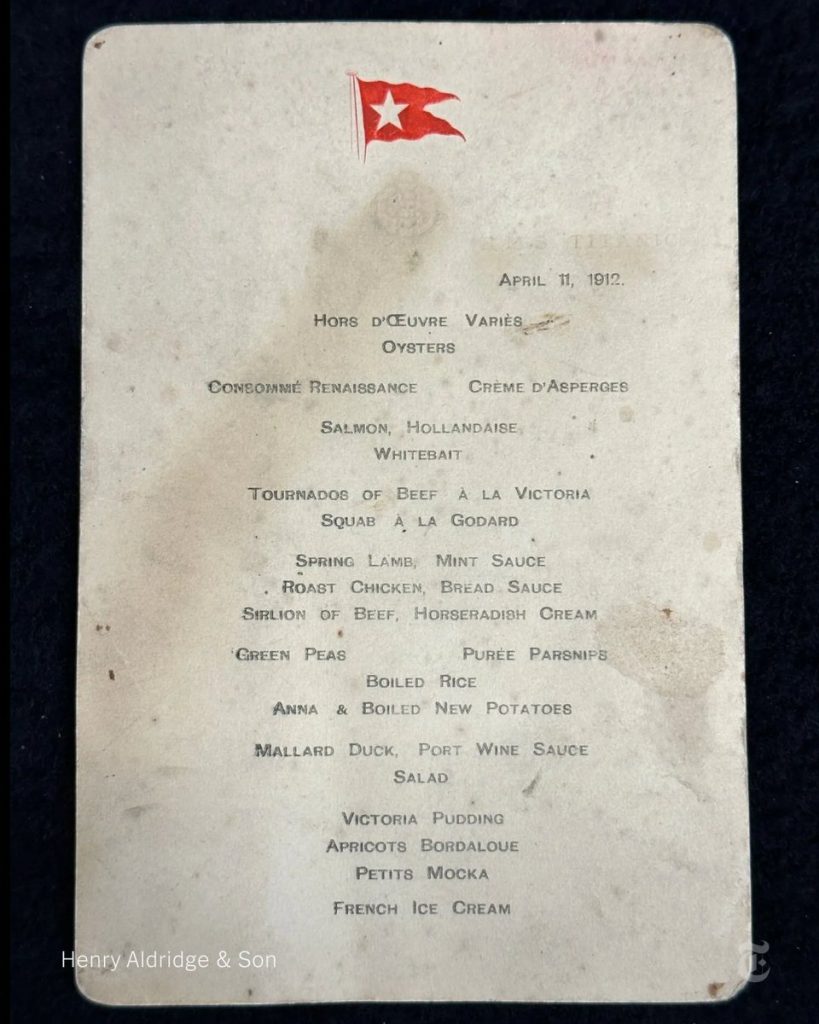 APRIL 11, 1912.
HORS D'ŒUVRE VARIÈS
OYSTERS
CONSOMMÉ RENAISSANCE CRÈME D'ASPERGES
SALMON, HOLLANDAISE
WHITEBAIT
TOURNADOS OF BEEF À LA VICTORIA
SQUAB À LA GODARD
SPRING LAMB, MINT SAUCE
ROAST CHICKEN, BREAD SAUCE
SIRLION OF BEEF, HORSERADISH CREAM
GREEN PEAS PURÉE PARSNIPS
BOILED RICE
ANNA & BOILED NEW POTATOES
MALLARD DUCK, PORT WINE SAUCE
SALAD
VICTORIA PUDDING
APRICOTS BORDALOUE
PETITS MOCKA
FRENCH ICE CREAM
Henry Aldridge & Son
T